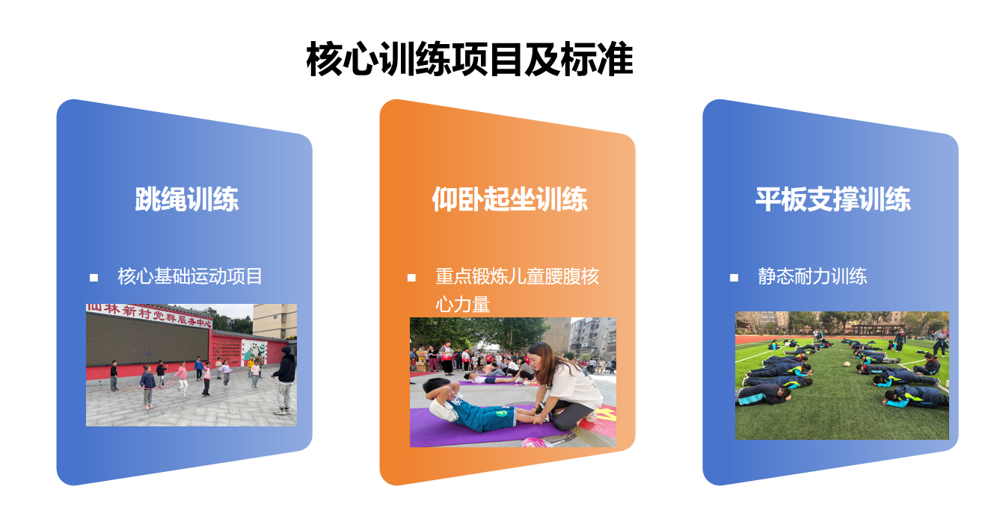 核心训练项目及标准
跳绳训练
核心基础运动项目
仙林新村党群服务中心
仰卧起坐训练
重点锻炼儿童腰腹核
心力量
平板支撑训练
静态耐力训练